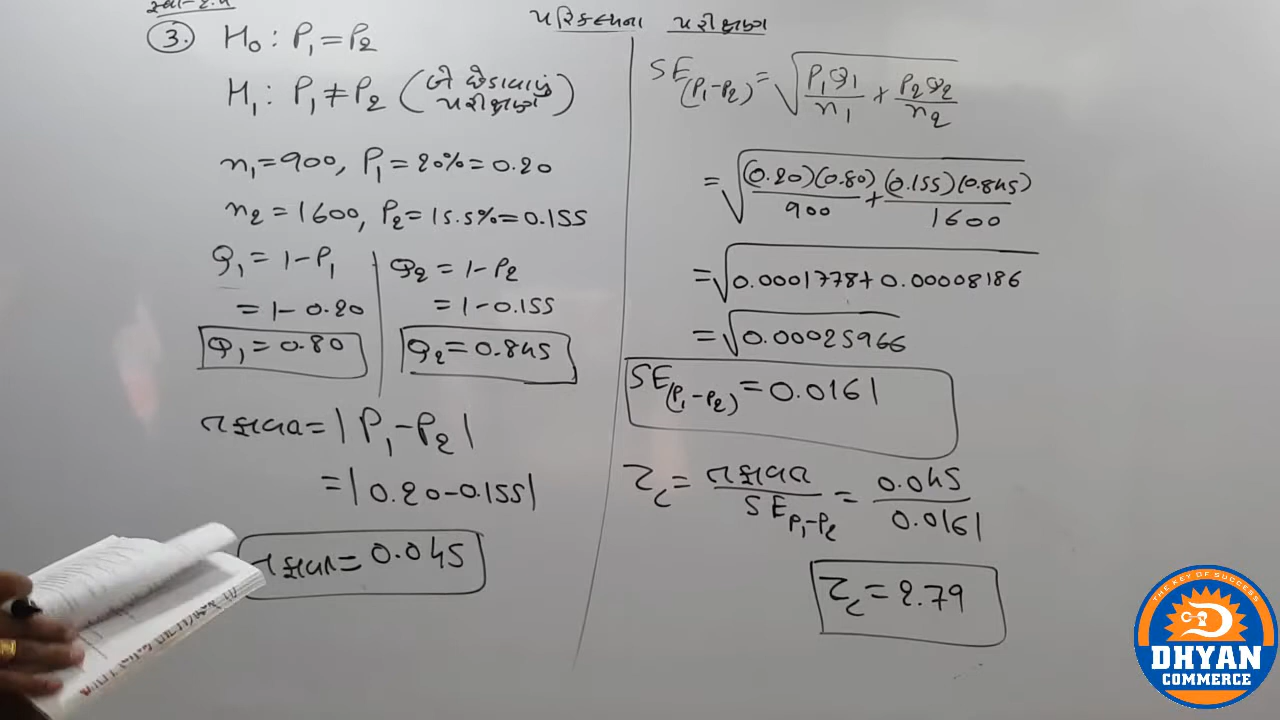 પરિકલ્પના પરીક્ષણ
3. H₀ : P₁ = P₂
H₁ : P₁ ≠ P₂ (બે છેડાવાળું પરીક્ષણ)
n₁ = 900, P₁ = 20% = 0.20
n₂ = 1600, P₂ = 15.5% = 0.155
Q₁ = 1 - P₁
= 1 - 0.20
Q₁ = 0.80
Q₂ = 1 - P₂
= 1 - 0.155
Q₂ = 0.845
તફાવત = |P₁ - P₂|
= |0.20 - 0.155|
તફાવત = 0.045
SE(P₁-P₂) = √(P₁Q₁/n₁ + P₂Q₂/n₂)
= √((0.20)(0.80)/900 + (0.155)(0.845)/1600)
= √(0.0001778 + 0.00008186)
= √0.00025966
SE(P₁-P₂) = 0.0161
Z꜀ = તફાવત/SE P₁-P₂ = 0.045/0.0161
Z꜀ = 2.79
THE KEY OF SUCCESS
DHYAN
COMMERCE